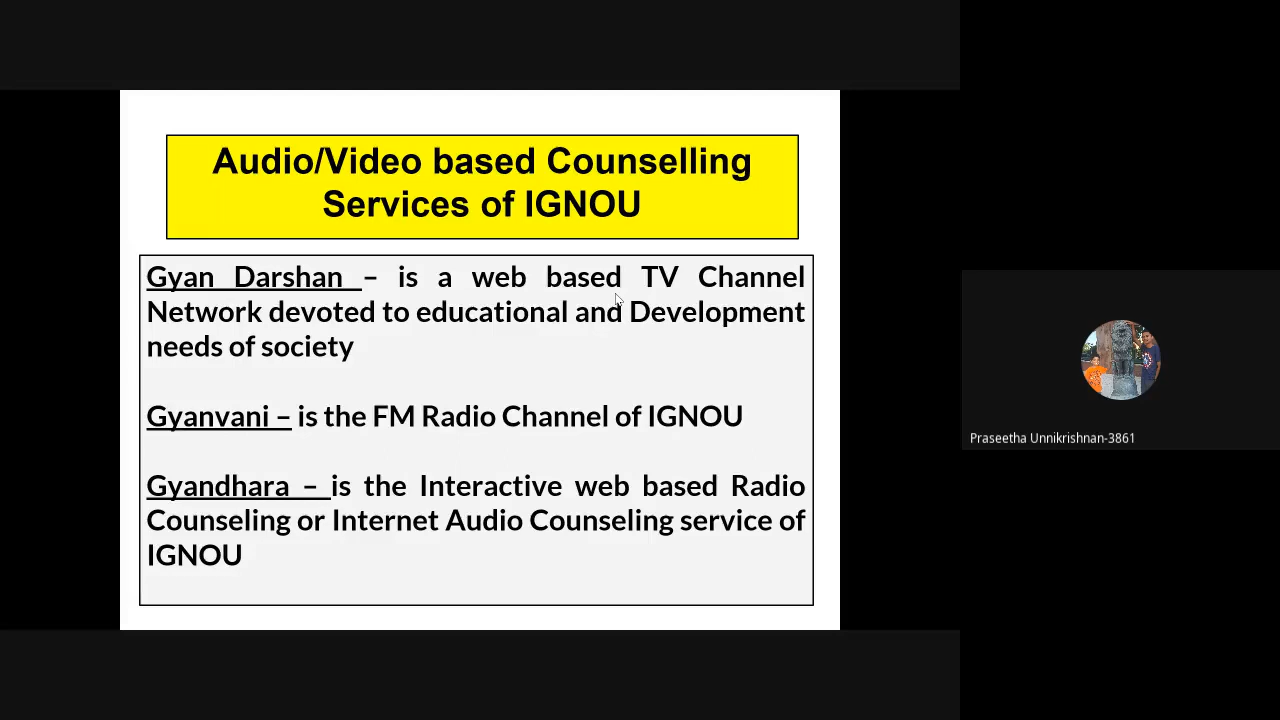 Audio/Video based Counselling
Services of IGNOU
Gyan Darshan – is a web based TV Channel
Network devoted to educational and Development
needs of society
Gyanvani – is the FM Radio Channel of IGNOU
Gyandhara – is the Interactive web based Radio
Counseling or Internet Audio Counseling service of
IGNOU
Praseetha Unnikrishnan-3861